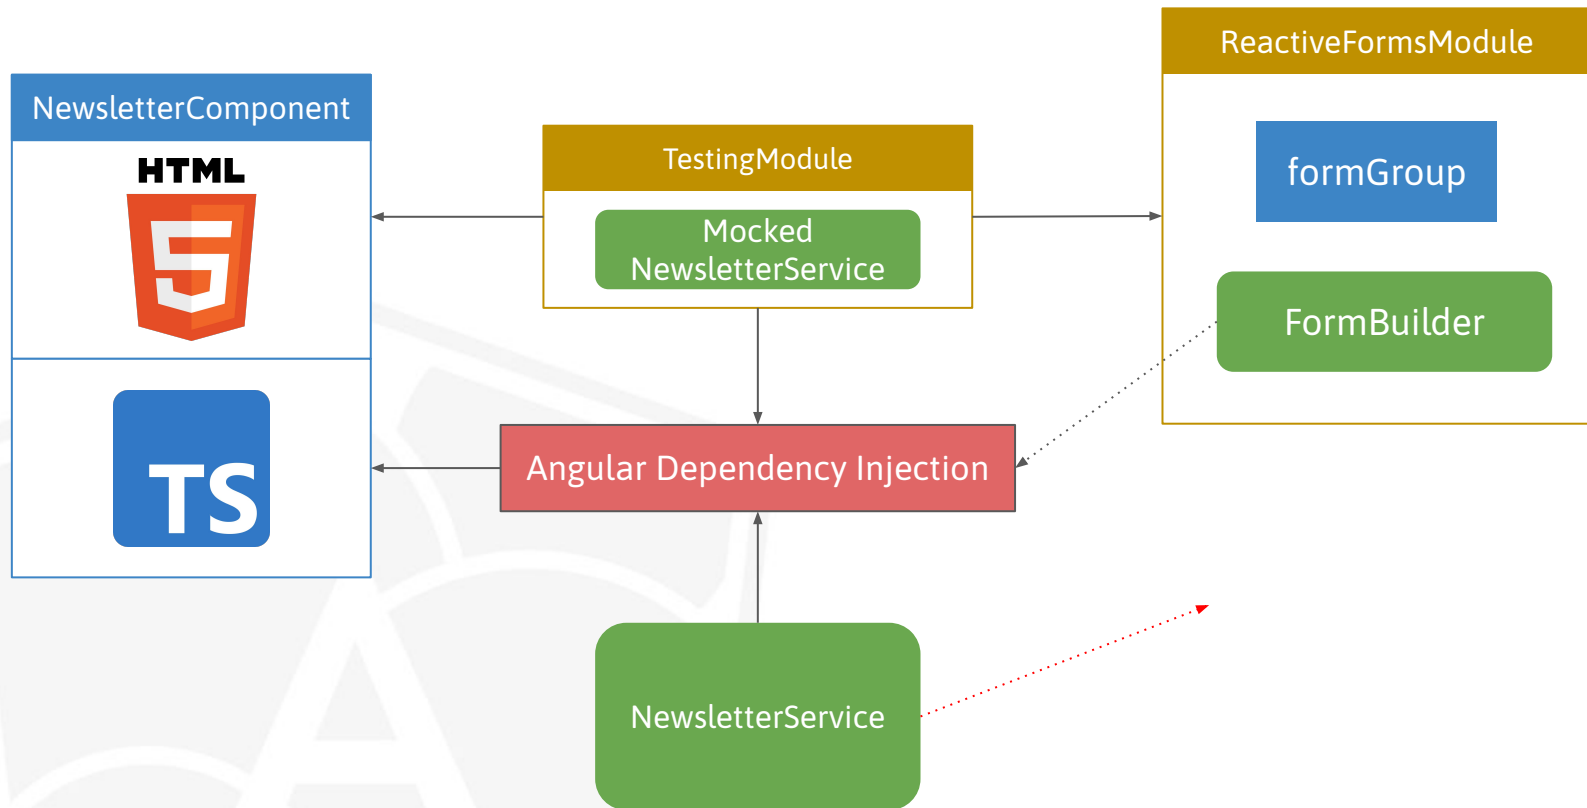 ReactiveFormsModule
NewsletterComponent
HTML
TestingModule
formGroup
Mocked
NewsletterService
FormBuilder
Angular Dependency Injection
TS
NewsletterService